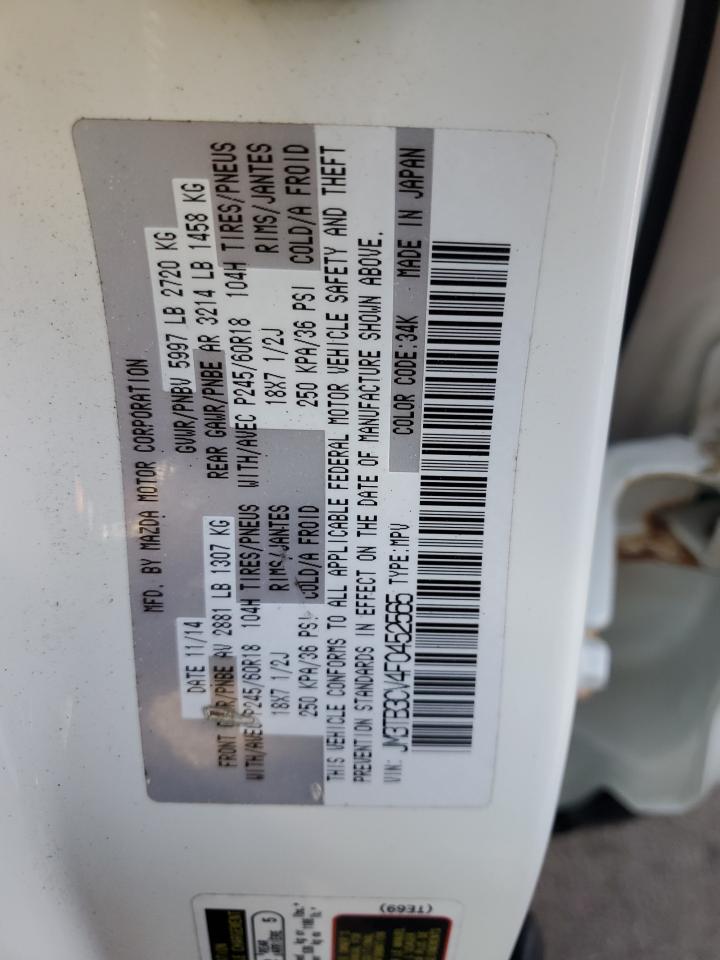 MFD. BY MAZDA MOTOR CORPORATION
DATE 11/14 GVWR/PNBV 5997 LB 2720 KG
FRONT GAWR/PNBE AV 2881 LB 1307 KG REAR GAWR/PNBE AR 3214 LB 1458 KG
WITH/AVEC P245/60R18 104H TIRES/PNEUS WITH/AVEC P245/60R18 104H TIRES/PNEUS
18X7 1/2J RIMS/JANTES 18X7 1/2J RIMS/JANTES
250 KPA/36 PSI COLD/A FROID 250 KPA/36 PSI COLD/A FROID
THIS VEHICLE CONFORMS TO ALL APPLICABLE FEDERAL MOTOR VEHICLE SAFETY AND THEFT
PREVENTION STANDARDS IN EFFECT ON THE DATE OF MANUFACTURE SHOWN ABOVE.
VIN: JM3TB3CV4F0452565 TYPE:MPV COLOR CODE:34K MADE IN JAPAN
REAR
ARRIÈRE 5
(TE69)